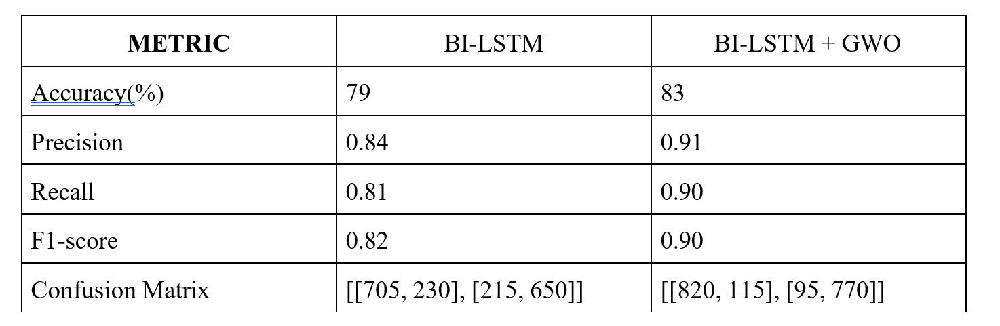 METRIC BI-LSTM BI-LSTM + GWO
Accuracy(%) 79 83
Precision 0.84 0.91
Recall 0.81 0.90
F1-score 0.82 0.90
Confusion Matrix [[705, 230], [215, 650]] [[820, 115], [95, 770]]